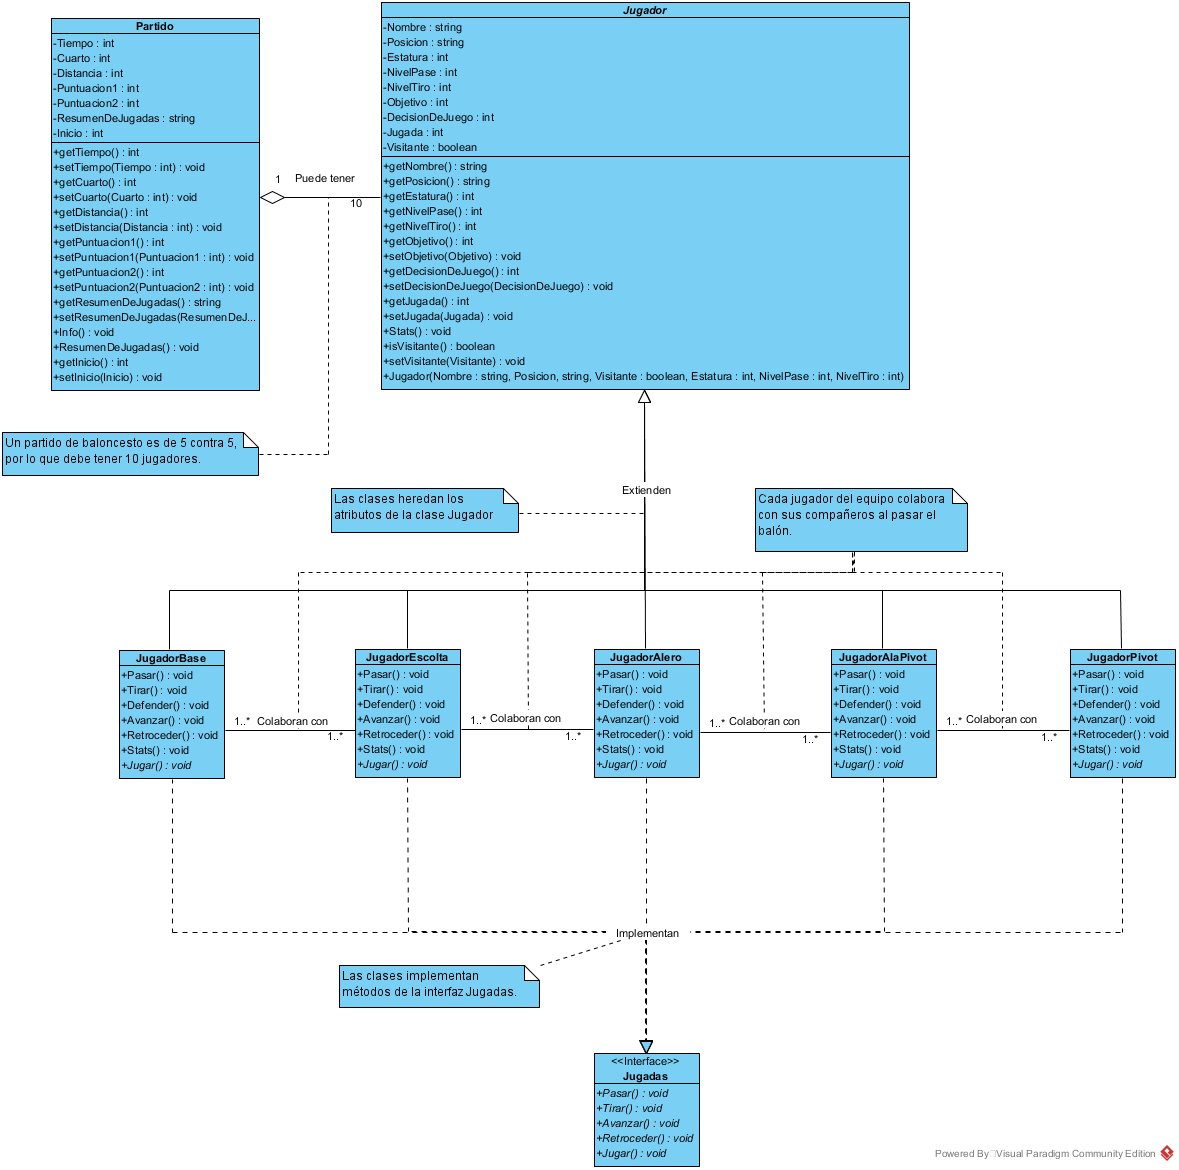 Partido
-Tiempo : int
-Cuarto : int
-Distancia : int
-Puntuacion1 : int
-Puntuacion2 : int
-ResumenDeJugadas : string
-Inicio : int
+getTiempo() : int
+setTiempo(Tiempo : int) : void
+getCuarto() : int
+setCuarto(Cuarto : int) : void
+getDistancia() : int
+setDistancia(Distancia : int) : void
+getPuntuacion1() : int
+setPuntuacion1(Puntuacion1 : int) : void
+getPuntuacion2() : int
+setPuntuacion2(Puntuacion2 : int) : void
+getResumenDeJugadas() : string
+setResumenDeJugadas(ResumenDeJ...
+Info() : void
+ResumenDeJugadas() : void
+getInicio() : int
+setInicio(Inicio) : void
1
Puede tener
10
Jugador
-Nombre : string
-Posicion : string
-Estatura : int
-NivelPase : int
-NivelTiro : int
-Objetivo : int
-DecisionDeJuego : int
-Jugada : int
-Visitante : boolean
+getNombre() : string
+getPosicion() : string
+getEstatura() : int
+getNivelPase() : int
+getNivelTiro() : int
+getObjetivo() : int
+setObjetivo(Objetivo) : void
+getDecisionDeJuego() : int
+setDecisionDeJuego(DecisionDeJuego) : void
+getJugada() : int
+setJugada(Jugada) : void
+Stats() : void
+isVisitante() : boolean
+setVisitante(Visitante) : void
+Jugador(Nombre : string, Posicion, string, Visitante : boolean, Estatura : int, NivelPase : int, NivelTiro : int)
Un partido de baloncesto es de 5 contra 5,
por lo que debe tener 10 jugadores.
Las clases heredan los
atributos de la clase Jugador
Extienden
Cada jugador del equipo colabora
con sus compañeros al pasar el
balón.
JugadorBase
+Pasar() : void
+Tirar() : void
+Defender() : void
+Avanzar() : void
+Retroceder() : void
+Stats() : void
+Jugar() : void
1..*
Colaboran con
1..*
JugadorEscolta
+Pasar() : void
+Tirar() : void
+Defender() : void
+Avanzar() : void
+Retroceder() : void
+Stats() : void
+Jugar() : void
1..*
Colaboran con
1..*
JugadorAlero
+Pasar() : void
+Tirar() : void
+Defender() : void
+Avanzar() : void
+Retroceder() : void
+Stats() : void
+Jugar() : void
1..*
Colaboran con
1..*
JugadorAlaPivot
+Pasar() : void
+Tirar() : void
+Defender() : void
+Avanzar() : void
+Retroceder() : void
+Stats() : void
+Jugar() : void
1..*
Colaboran con
1..*
JugadorPivot
+Pasar() : void
+Tirar() : void
+Defender() : void
+Avanzar() : void
+Retroceder() : void
+Stats() : void
+Jugar() : void
Implementan
Las clases implementan
métodos de la interfaz Jugadas.
<<Interface>>
Jugadas
+Pasar() : void
+Tirar() : void
+Avanzar() : void
+Retroceder() : void
+Jugar() : void
Powered By Visual Paradigm Community Edition